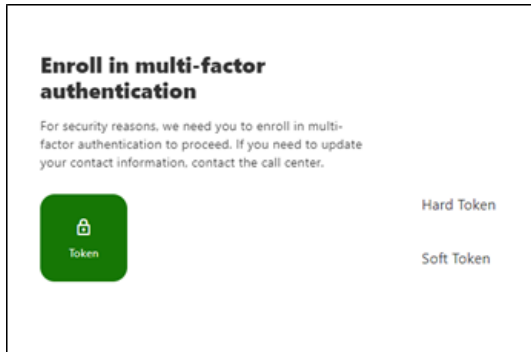 Enroll in multi-factor
authentication
For security reasons, we need you to enroll in multi-
factor authentication to proceed. If you need to update
your contact information, contact the call center.
Token
Hard Token
Soft Token